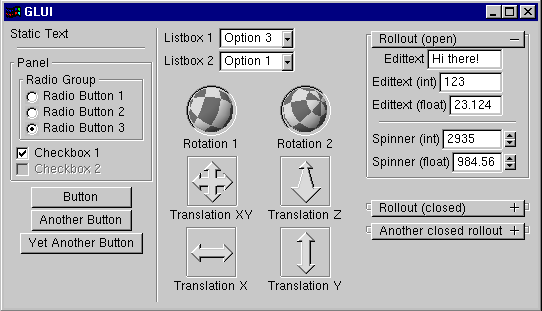 GLUI
Static Text
Panel
Radio Group
Radio Button 1
Radio Button 2
Radio Button 3
Checkbox 1
Checkbox 2
Button
Another Button
Yet Another Button
Listbox 1 Option 3
Listbox 2 Option 1
Rotation 1 Rotation 2
Translation XY Translation Z
Translation X Translation Y
Rollout (open)
Edittext Hi there!
Edittext (int) 123
Edittext (float) 23.124
Spinner (int) 2935
Spinner (float) 984.56
Rollout (closed)
Another closed rollout